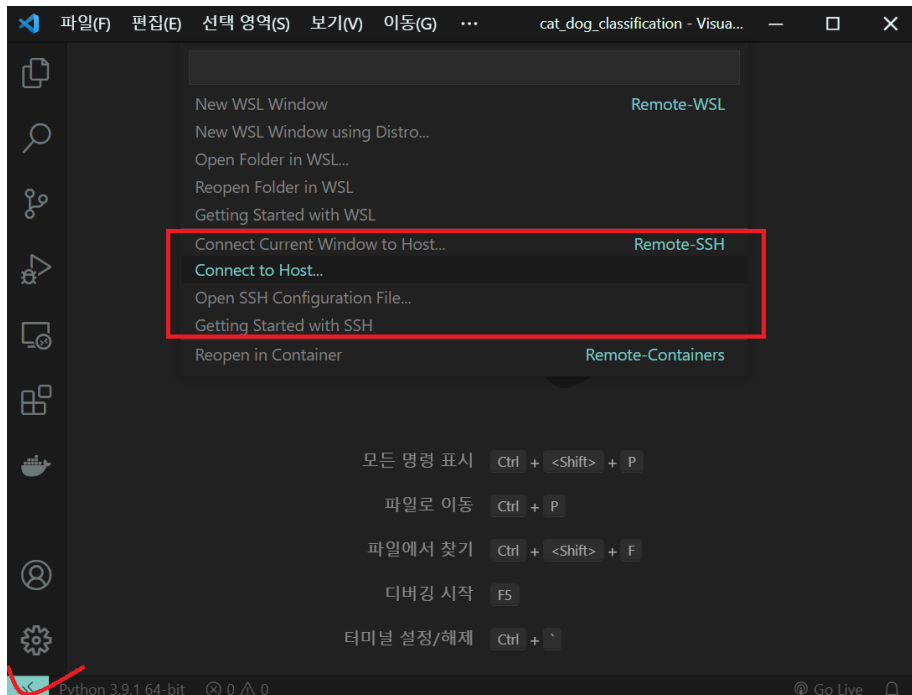 파일(F) 편집(E) 선택 영역(S) 보기(V) 이동(G) ··· cat_dog_classification - Visua...
New WSL Window Remote-WSL
New WSL Window using Distro...
Open Folder in WSL...
Reopen Folder in WSL
Getting Started with WSL
Connect Current Window to Host... Remote-SSH
Connect to Host...
Open SSH Configuration File...
Getting Started with SSH
Reopen in Container Remote-Containers
모든 명령 표시 Ctrl + <Shift> + P
파일로 이동 Ctrl + P
파일에서 찾기 Ctrl + <Shift> + F
디버깅 시작 F5
터미널 설정/해제 Ctrl + `
Python 3.9.1 64-bit 0 0 Go Live